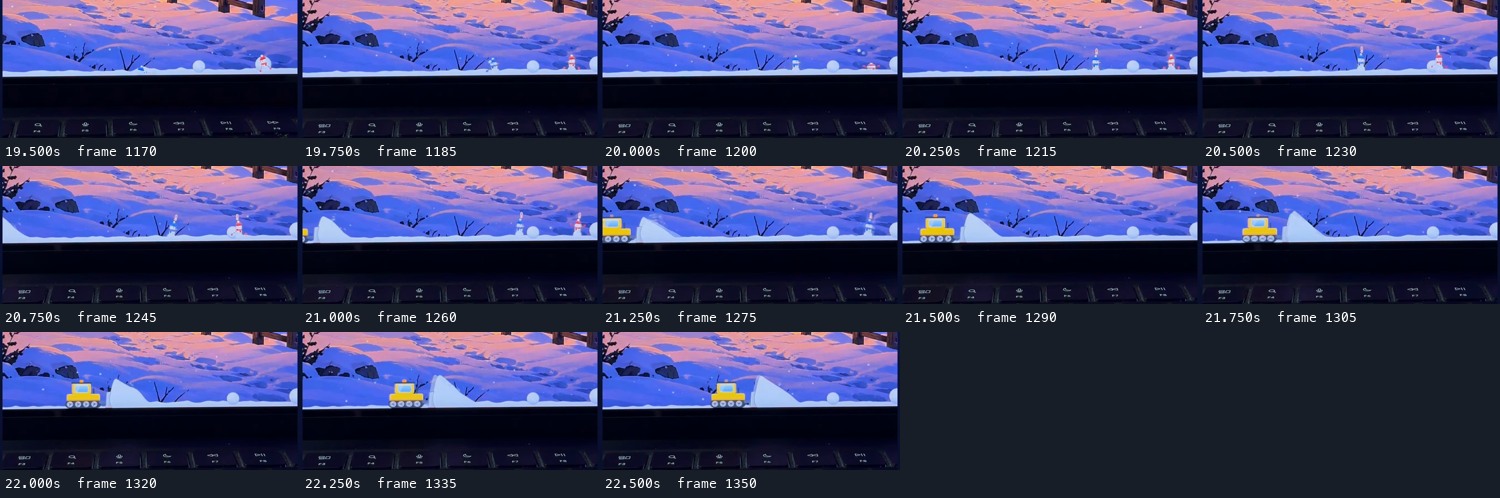 19.500s frame 1170
19.750s frame 1185
20.000s frame 1200
20.250s frame 1215
20.500s frame 1230
20.750s frame 1245
21.000s frame 1260
21.250s frame 1275
21.500s frame 1290
21.750s frame 1305
22.000s frame 1320
22.250s frame 1335
22.500s frame 1350